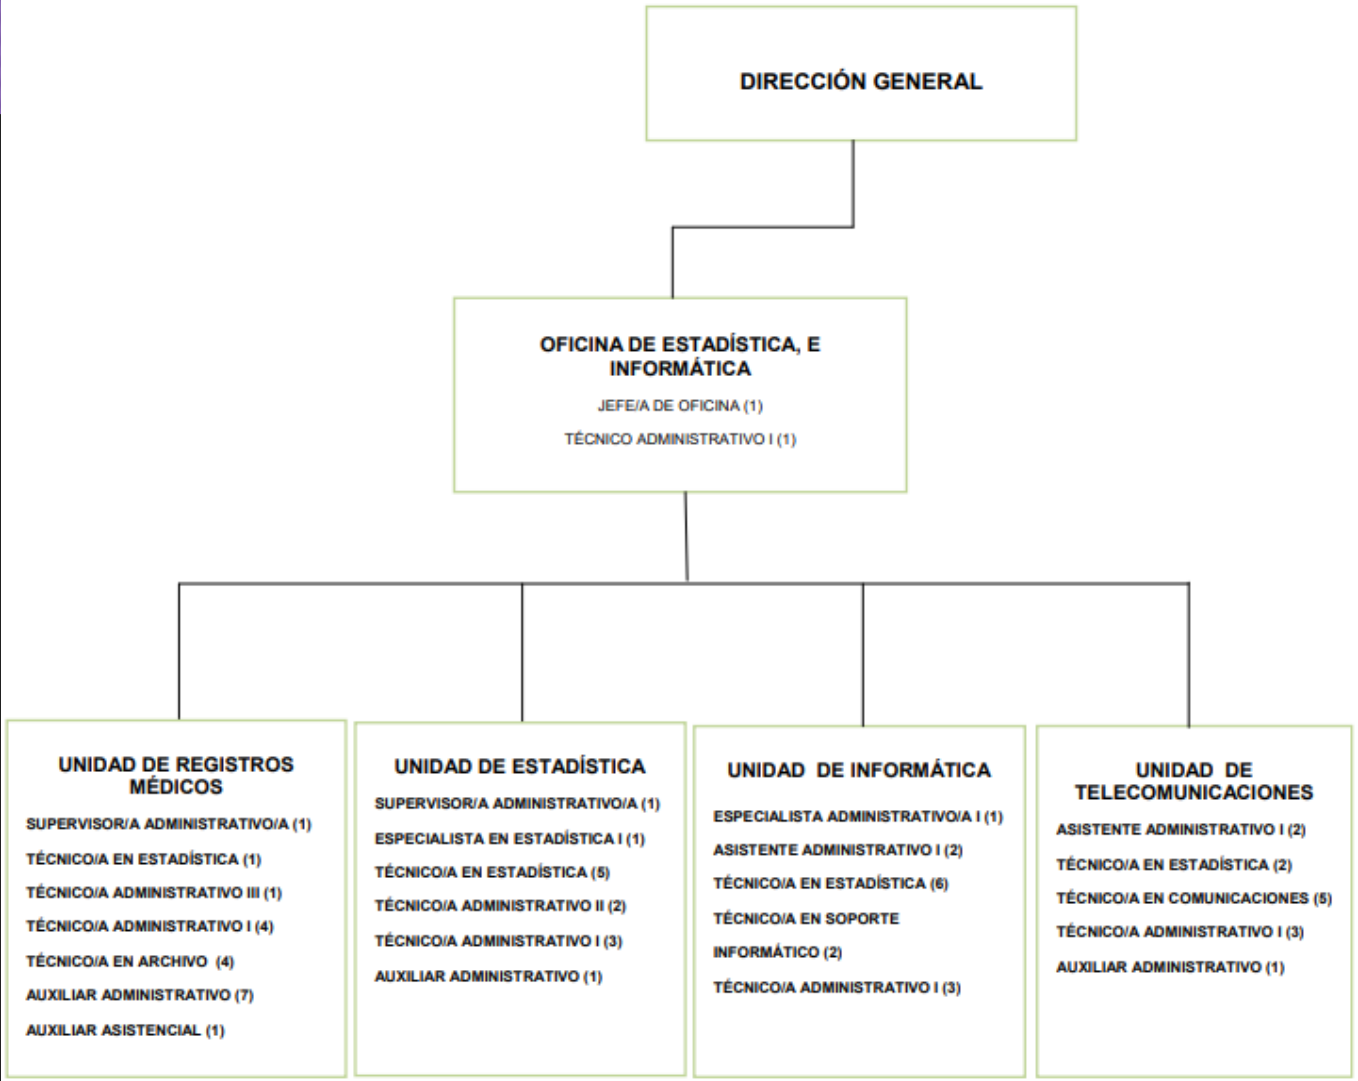 DIRECCIÓN GENERAL
OFICINA DE ESTADÍSTICA, E
INFORMÁTICA
JEFE/A DE OFICINA (1)
TÉCNICO ADMINISTRATIVO I (1)
UNIDAD DE REGISTROS
MÉDICOS
SUPERVISOR/A ADMINISTRATIVO/A (1)
TÉCNICO/A EN ESTADÍSTICA (1)
TÉCNICO/A ADMINISTRATIVO III (1)
TÉCNICO/A ADMINISTRATIVO I (4)
TÉCNICO/A EN ARCHIVO (4)
AUXILIAR ADMINISTRATIVO (7)
AUXILIAR ASISTENCIAL (1)
UNIDAD DE ESTADÍSTICA
SUPERVISOR/A ADMINISTRATIVO/A (1)
ESPECIALISTA EN ESTADÍSTICA I (1)
TÉCNICO/A EN ESTADÍSTICA (5)
TÉCNICO/A ADMINISTRATIVO II (2)
TÉCNICO/A ADMINISTRATIVO I (3)
AUXILIAR ADMINISTRATIVO (1)
UNIDAD DE INFORMÁTICA
ESPECIALISTA ADMINISTRATIVO/A I (1)
ASISTENTE ADMINISTRATIVO I (2)
TÉCNICO/A EN ESTADÍSTICA (6)
TÉCNICO/A EN SOPORTE
INFORMÁTICO (2)
TÉCNICO/A ADMINISTRATIVO I (3)
UNIDAD DE
TELECOMUNICACIONES
ASISTENTE ADMINISTRATIVO I (2)
TÉCNICO/A EN ESTADÍSTICA (2)
TÉCNICO/A EN COMUNICACIONES (5)
TÉCNICO/A ADMINISTRATIVO I (3)
AUXILIAR ADMINISTRATIVO (1)